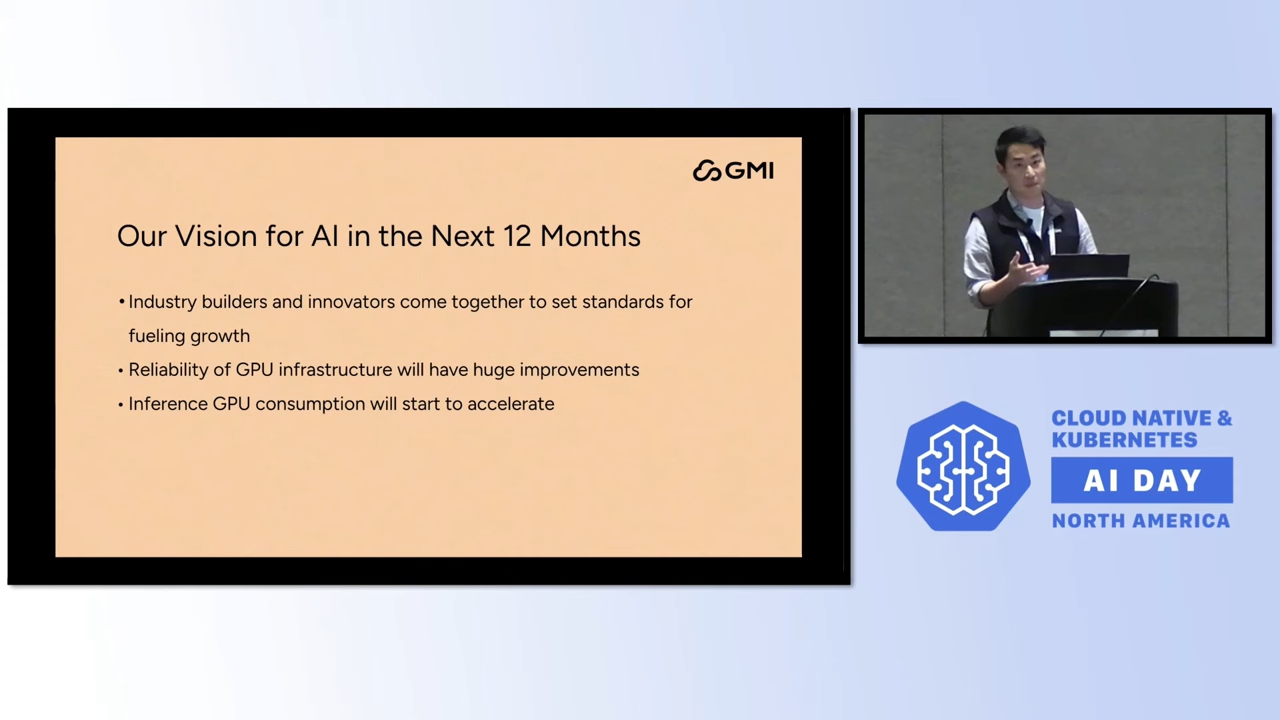 GMI
Our Vision for AI in the Next 12 Months
• Industry builders and innovators come together to set standards for
fueling growth
• Reliability of GPU infrastructure will have huge improvements
• Inference GPU consumption will start to accelerate
CLOUD NATIVE &
KUBERNETES
AI DAY
NORTH AMERICA